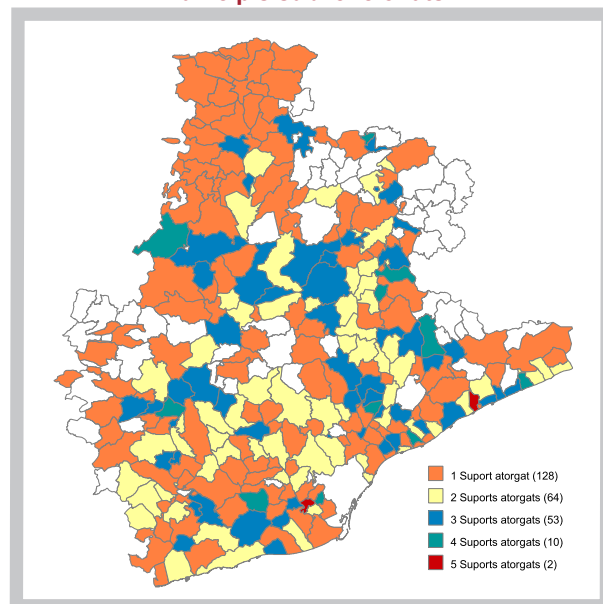 1 Suport atorgat (128)
2 Suports atorgats (64)
3 Suports atorgats (53)
4 Suports atorgats (10)
5 Suports atorgats (2)